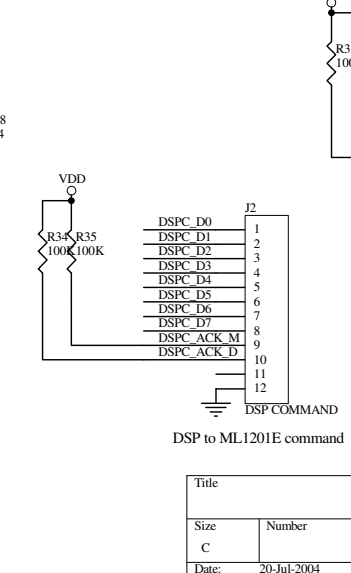 R3
100
8
4
VDD
R34 R35
100K 100K
J2
DSPC_D0 1
DSPC_D1 2
DSPC_D2 3
DSPC_D3 4
DSPC_D4 5
DSPC_D5 6
DSPC_D6 7
DSPC_D7 8
DSPC_ACK_M 9
DSPC_ACK_D 10
11
12
DSP COMMAND
DSP to ML1201E command
Title
Size Number
C
Date: 20-Jul-2004